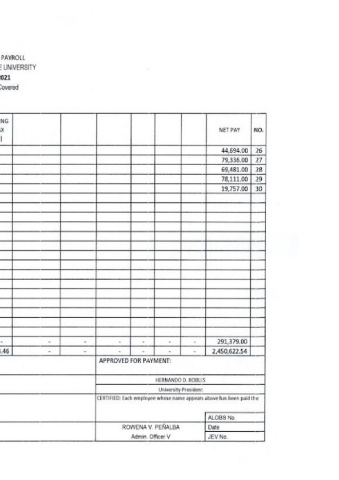 PAYROLL
E UNIVERSITY
2021
Covered
NG
AX
)
NET PAY NO.
44,694.00 26
79,336.00 27
69,481.00 28
78,111.00 29
19,757.00 30
- - - - - - - 291,379.00
.46 - - - - - - 2,450,622.54
APPROVED FOR PAYMENT:
HERNANDO D. ROBLES
University President
CERTIFIED: Each employee whose name appears above has been paid the
ALOBS No.
ROWENA V. PEÑALBA Date
Admin. Officer V JEV No.